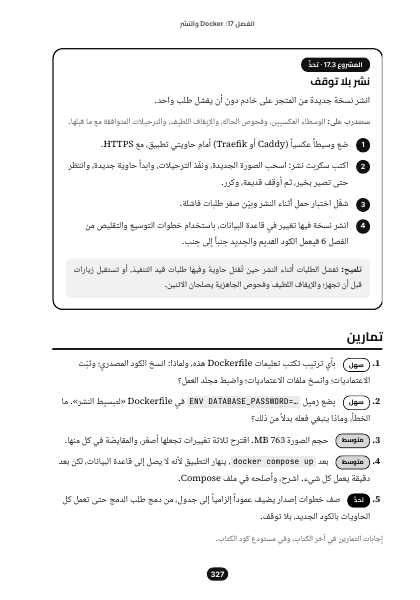 الفصل 17: Docker والنشر
المشروع 17.3 · تحدٍّ
نشر بلا توقف
انشر نسخة جديدة من المتجر على خادم دون أن يفشل طلب واحد.
ستتدرب على: الوسطاء العكسيين، وفحوص الحالة، والإيقاف اللطيف، والترحيلات المتوافقة مع ما قبلها.
1 ضع وسيطاً عكسياً (Caddy أو Traefik) أمام حاويتي تطبيق، مع HTTPS.
2 اكتب سكربت نشر: اسحب الصورة الجديدة، ونفّذ الترحيلات، وابدأ حاوية جديدة، وانتظر
حتى تصير بخير، ثم أوقف قديمة، وكرر.
3 شغّل اختبار حمل أثناء النشر وبيّن صفر طلبات فاشلة.
4 انشر نسخة فيها تغيير في قاعدة البيانات، باستخدام خطوات التوسيع والتقليص من
الفصل 6 فيعمل الكود القديم والجديد جنباً إلى جنب.
تلميح: تفشل الطلبات أثناء النشر حين تُقتل حاوية وفيها طلبات قيد التنفيذ، أو تستقبل زيارات
قبل أن تجهز؛ والإيقاف اللطيف وفحوص الجاهزية يصلحان الاثنين.
تمارين
1. سهل بأي ترتيب تكتب تعليمات Dockerfile هذه، ولماذا: انسخ الكود المصدري؛ وثبّت
الاعتماديات؛ وانسخ ملفات الاعتماديات؛ واضبط مجلد العمل؟
2. سهل يضع زميل ENV DATABASE_PASSWORD=… في Dockerfile «لتبسيط النشر». ما
الخطأ، وماذا ينبغي فعله بدلاً من ذلك؟
3. متوسط حجم الصورة 763 MB. اقترح ثلاثة تغييرات تجعلها أصغر، والمقايضة في كل منها.
4. متوسط بعد docker compose up، ينهار التطبيق لأنه لا يصل إلى قاعدة البيانات، لكن بعد
دقيقة يعمل كل شيء. اشرح، وأصلحه في ملف Compose.
5. تحدٍّ صف خطوات إصدار يضيف عموداً إلزامياً إلى جدول، من دمج طلب الدمج حتى تعمل كل
الحاويات بالكود الجديد، بلا توقف.
إجابات التمارين في آخر الكتاب، وفي مستودع كود الكتاب.
327